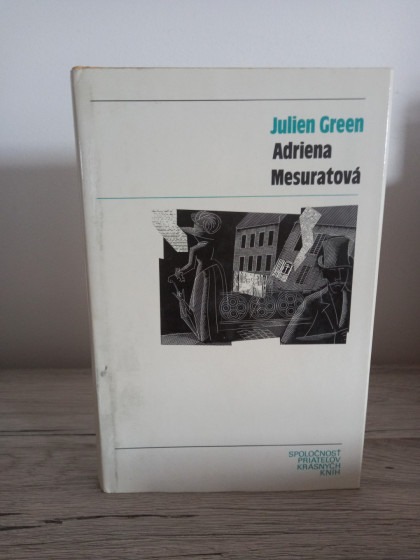 Julien Green
Adriena
Mesuratová
SPOLOČNOSŤ
PRIATEĽOV
KRÁSNYCH
KNÍH